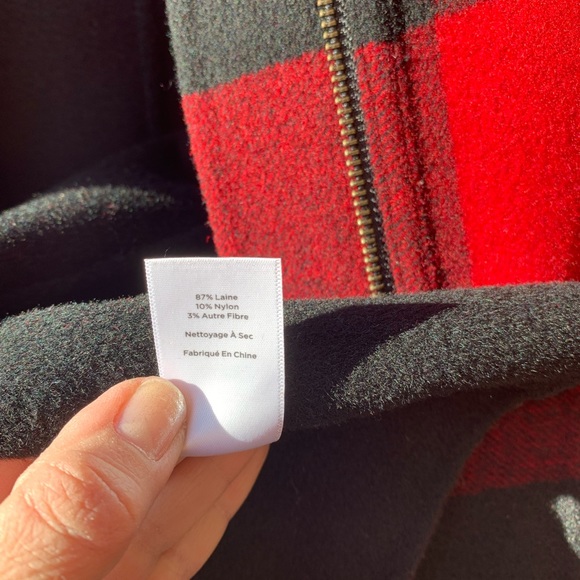 87% Laine
10% Nylon
3% Autre Fibre
Nettoyage À Sec
Fabriqué En Chine